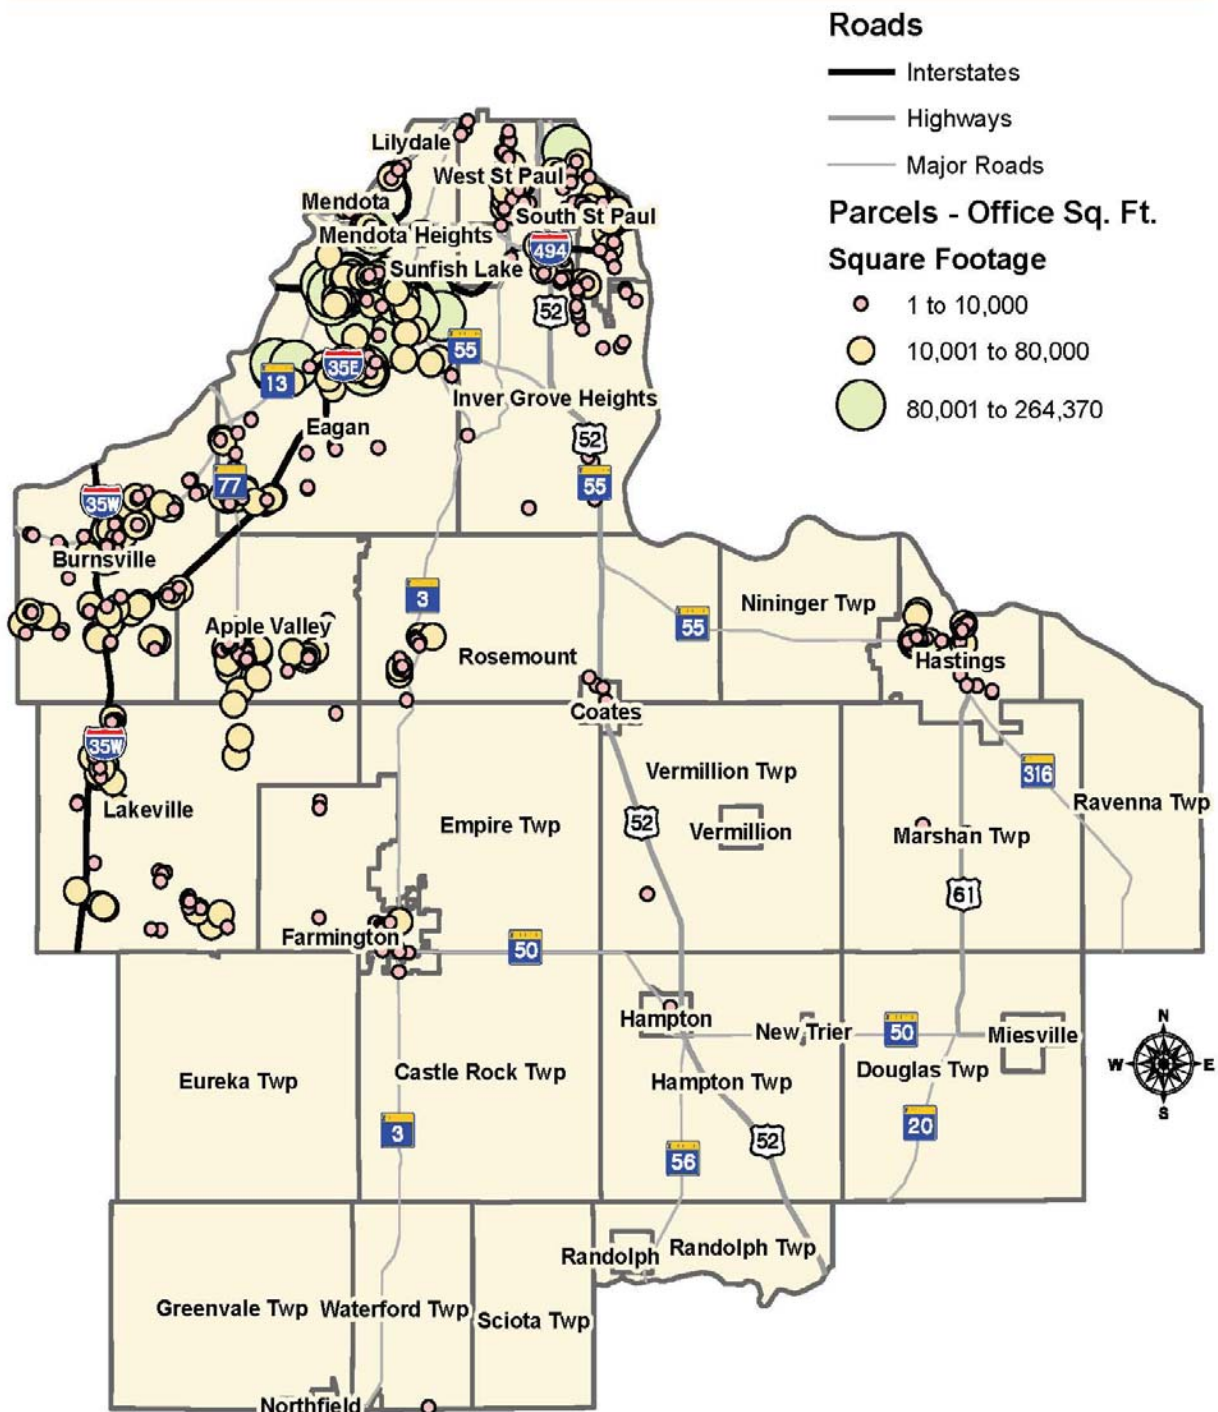 Roads
Interstates
Highways
Major Roads
Parcels - Office Sq. Ft.
Square Footage
1 to 10,000
10,001 to 80,000
80,001 to 264,370
Lilydale
West St Paul
Mendota
South St Paul
Mendota Heights
494
Sunfish Lake
52
55
35E
13
Inver Grove Heights
Eagan
52
77
55
35W
Burnsville
3
Nininger Twp
55
Apple Valley
Rosemount
Hastings
Coates
35W
Vermillion Twp
316
Ravenna Twp
Lakeville
Empire Twp
52
Vermillion
Marshan Twp
61
Farmington
50
Hampton
New Trier
50
Miesville
Eureka Twp
Castle Rock Twp
Hampton Twp
Douglas Twp
N
W
E
S
3
20
52
56
Randolph
Randolph Twp
Greenvale Twp
Waterford Twp
Sciota Twp
Northfield